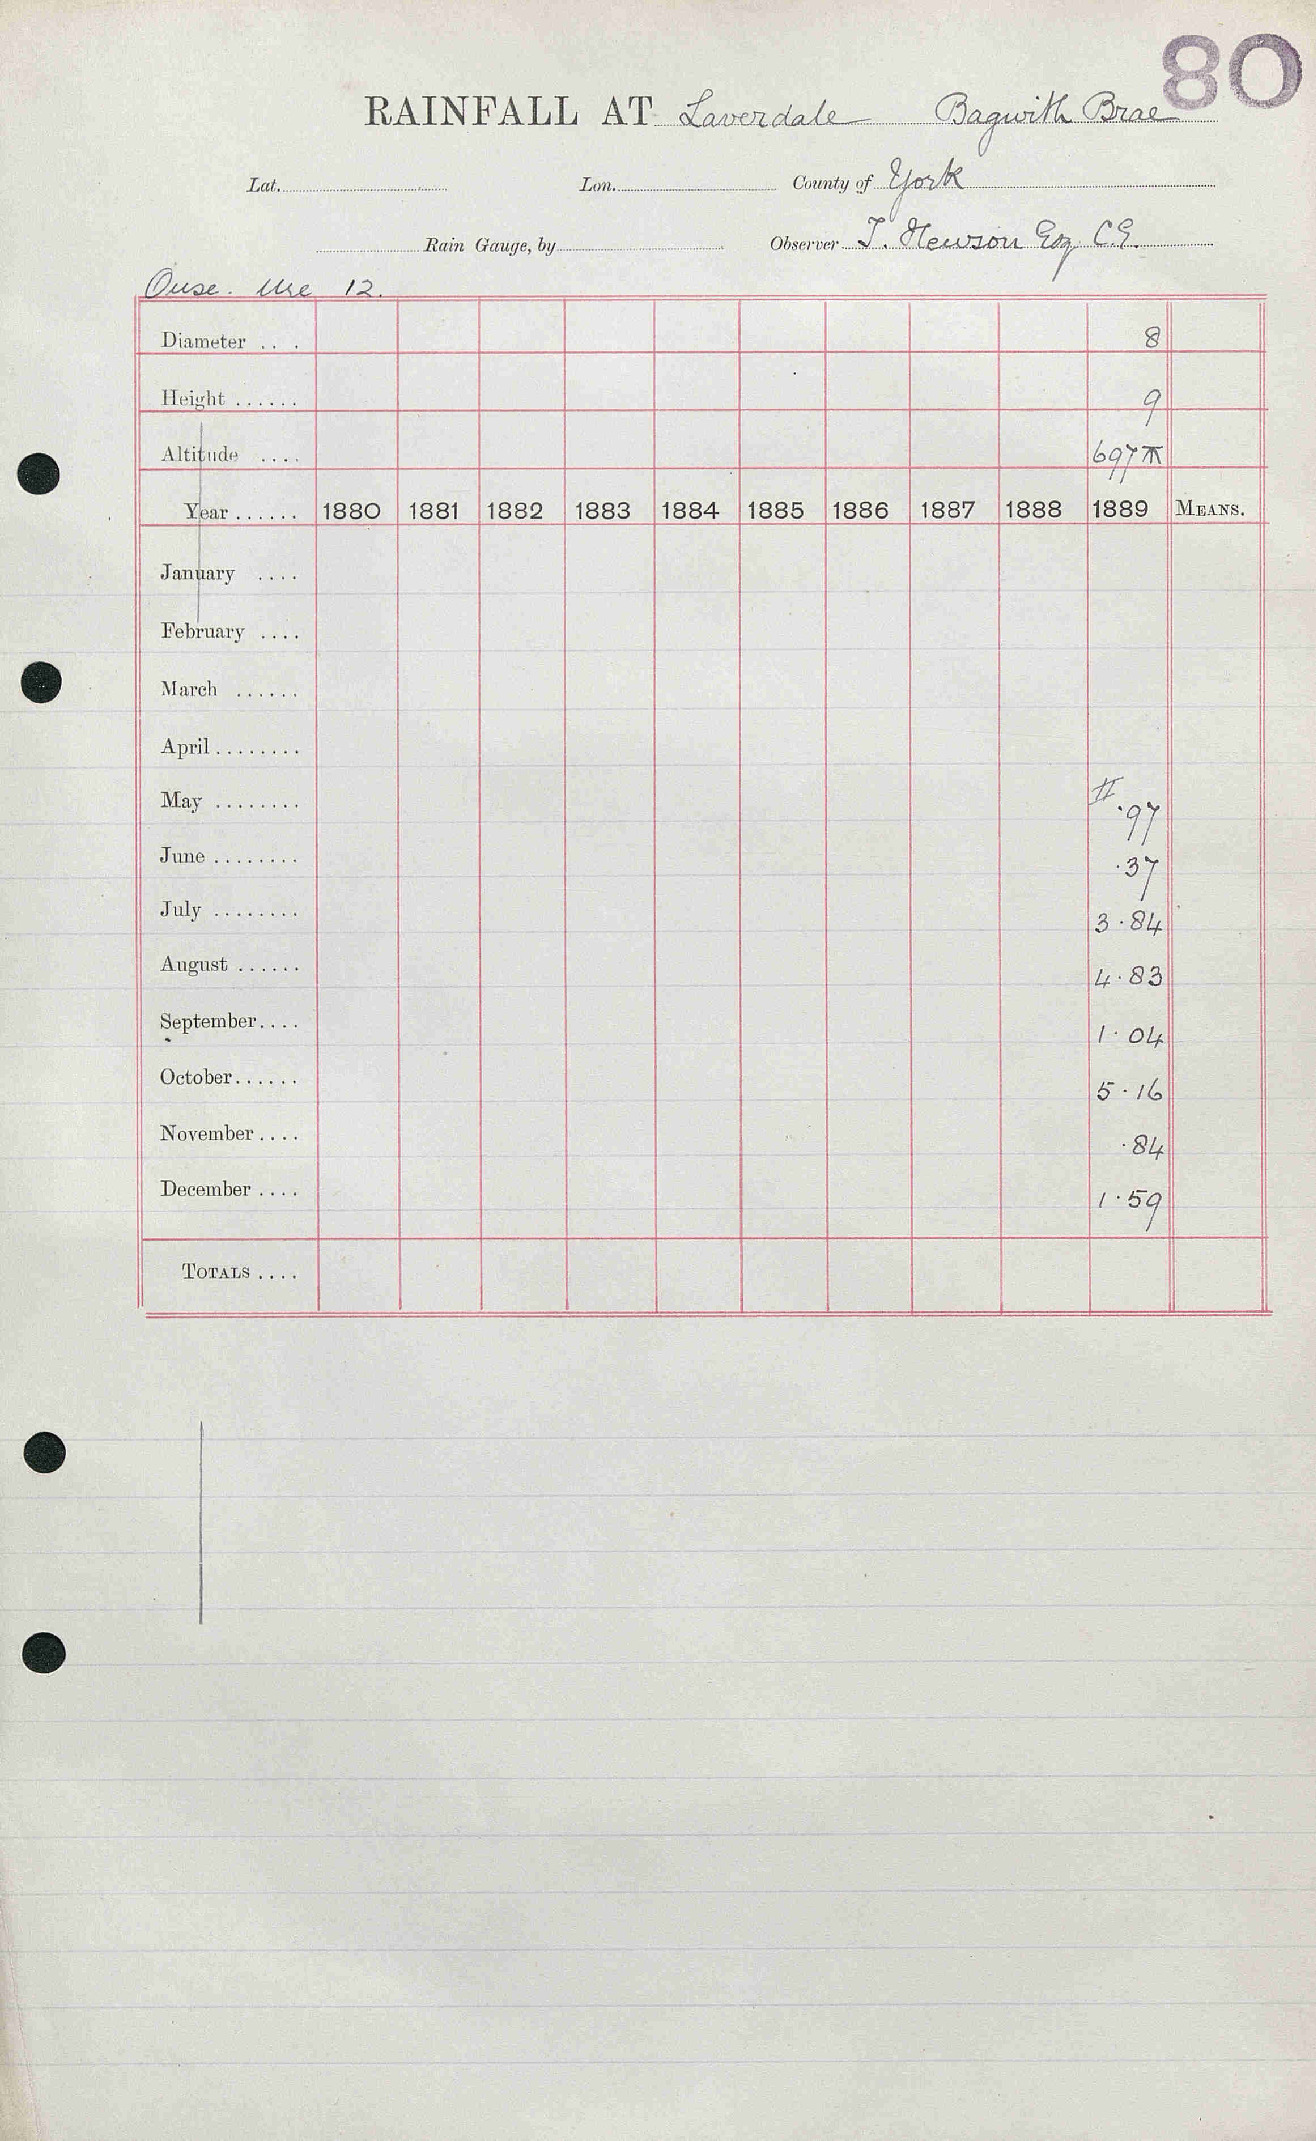 80
RAINFALL AT Laverdale Bagwith Brae
Lat. Lon. County of York
Rain Gauge, by Observer T. Hewson Esq. C.E.
Ouse. Ure 12.
Diameter . . . 8
Height ...... 9
Altitude .... 697
Year ...... 1880 1881 1882 1883 1884 1885 1886 1887 1888 1889 MEANS.
January ....
February ....
March ......
April ........
May ........ II ·97
June ........ ·37
July ........ 3·84
August ...... 4·83
September .... 1·04
October ...... 5·16
November .... ·84
December .... 1·59
TOTALS ....